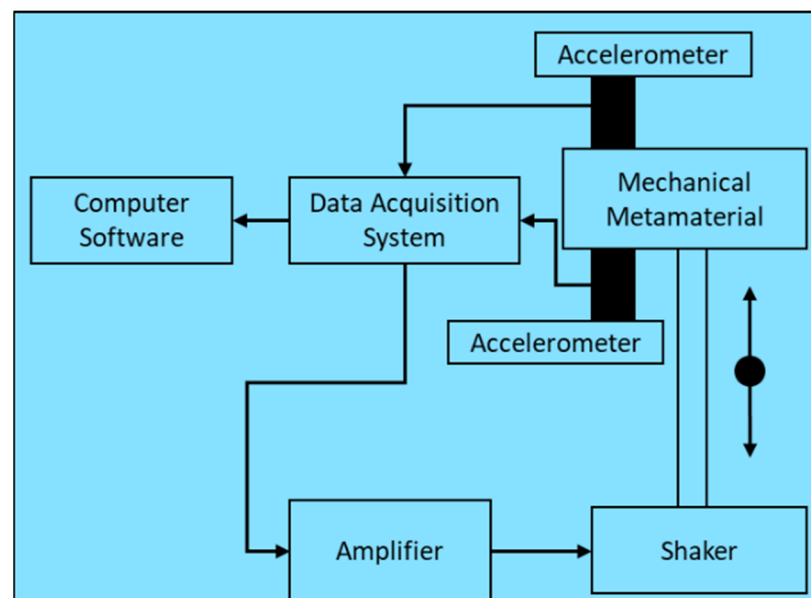 Accelerometer
Mechanical
Metamaterial
Computer
Software
Data Acquisition
System
Accelerometer
Amplifier
Shaker